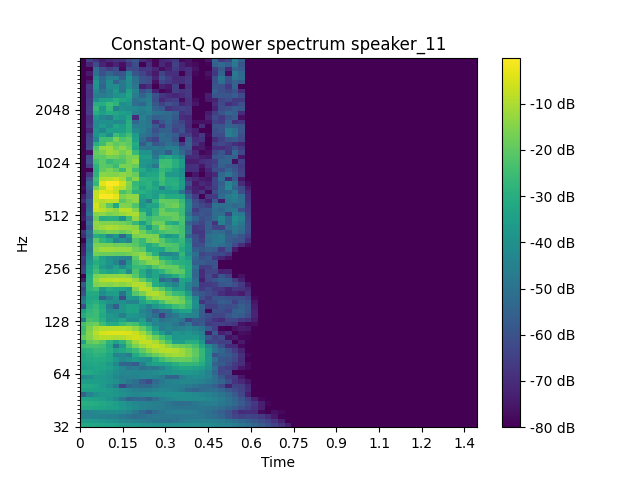 Constant-Q power spectrum speaker_11
Hz
2048
1024
512
256
128
64
32
0
0.15
0.3
0.45
0.6
0.75
0.9
1.1
1.2
1.4
Time
-10 dB
-20 dB
-30 dB
-40 dB
-50 dB
-60 dB
-70 dB
-80 dB